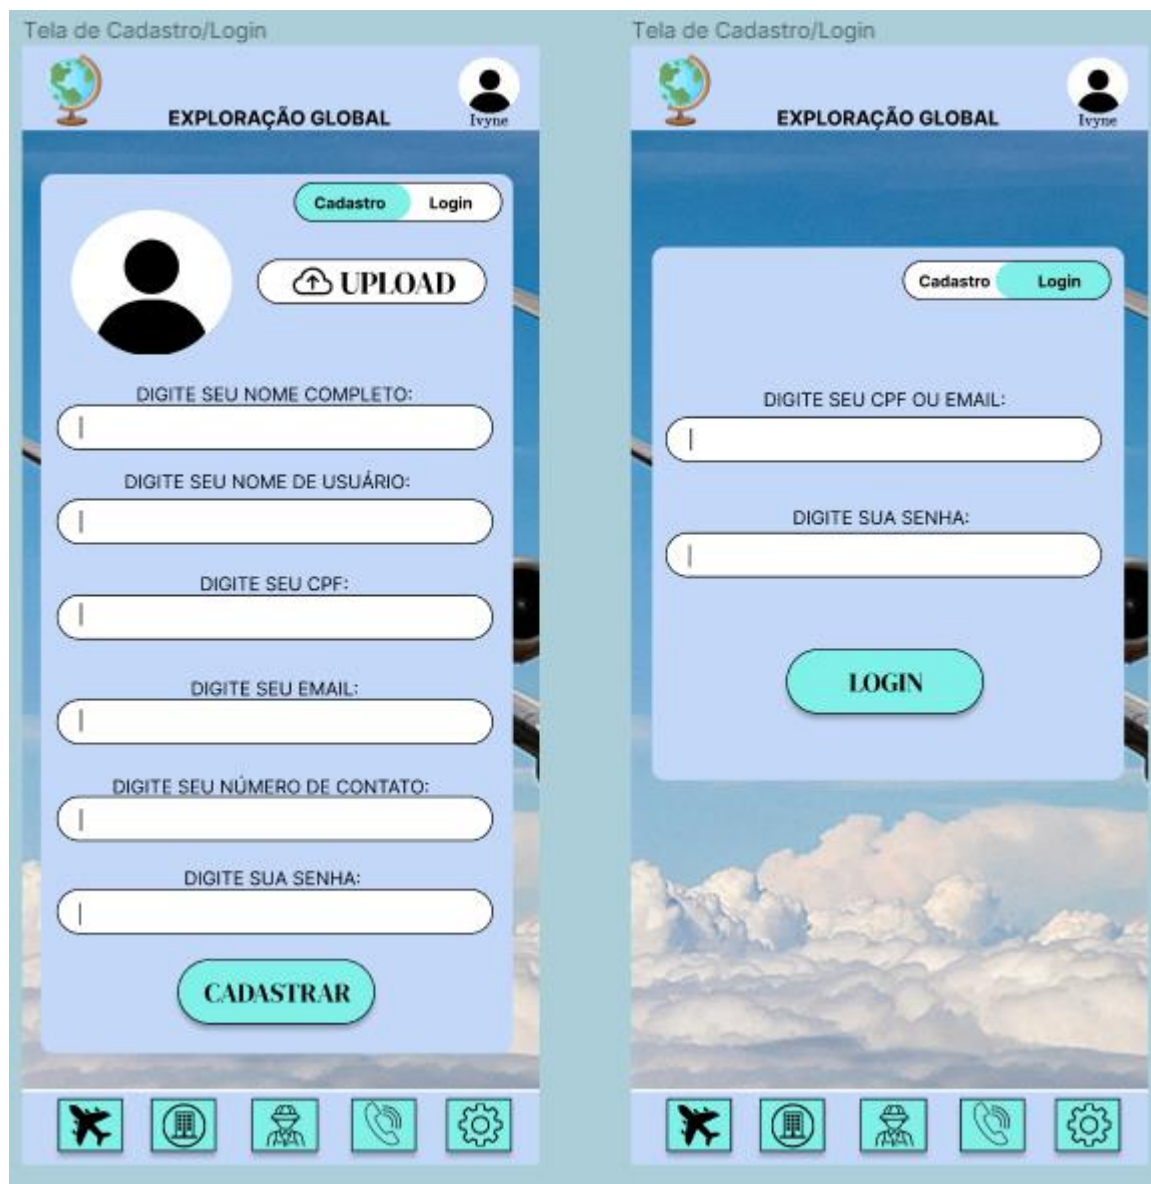 Tela de Cadastro/Login
EXPLORAÇÃO GLOBAL
Ivyne
Cadastro
Login
UPLOAD
DIGITE SEU NOME COMPLETO:
DIGITE SEU NOME DE USUÁRIO:
DIGITE SEU CPF:
DIGITE SEU EMAIL:
DIGITE SEU NÚMERO DE CONTATO:
DIGITE SUA SENHA:
CADASTRAR
Tela de Cadastro/Login
EXPLORAÇÃO GLOBAL
Ivyne
Cadastro
Login
DIGITE SEU CPF OU EMAIL:
DIGITE SUA SENHA:
LOGIN